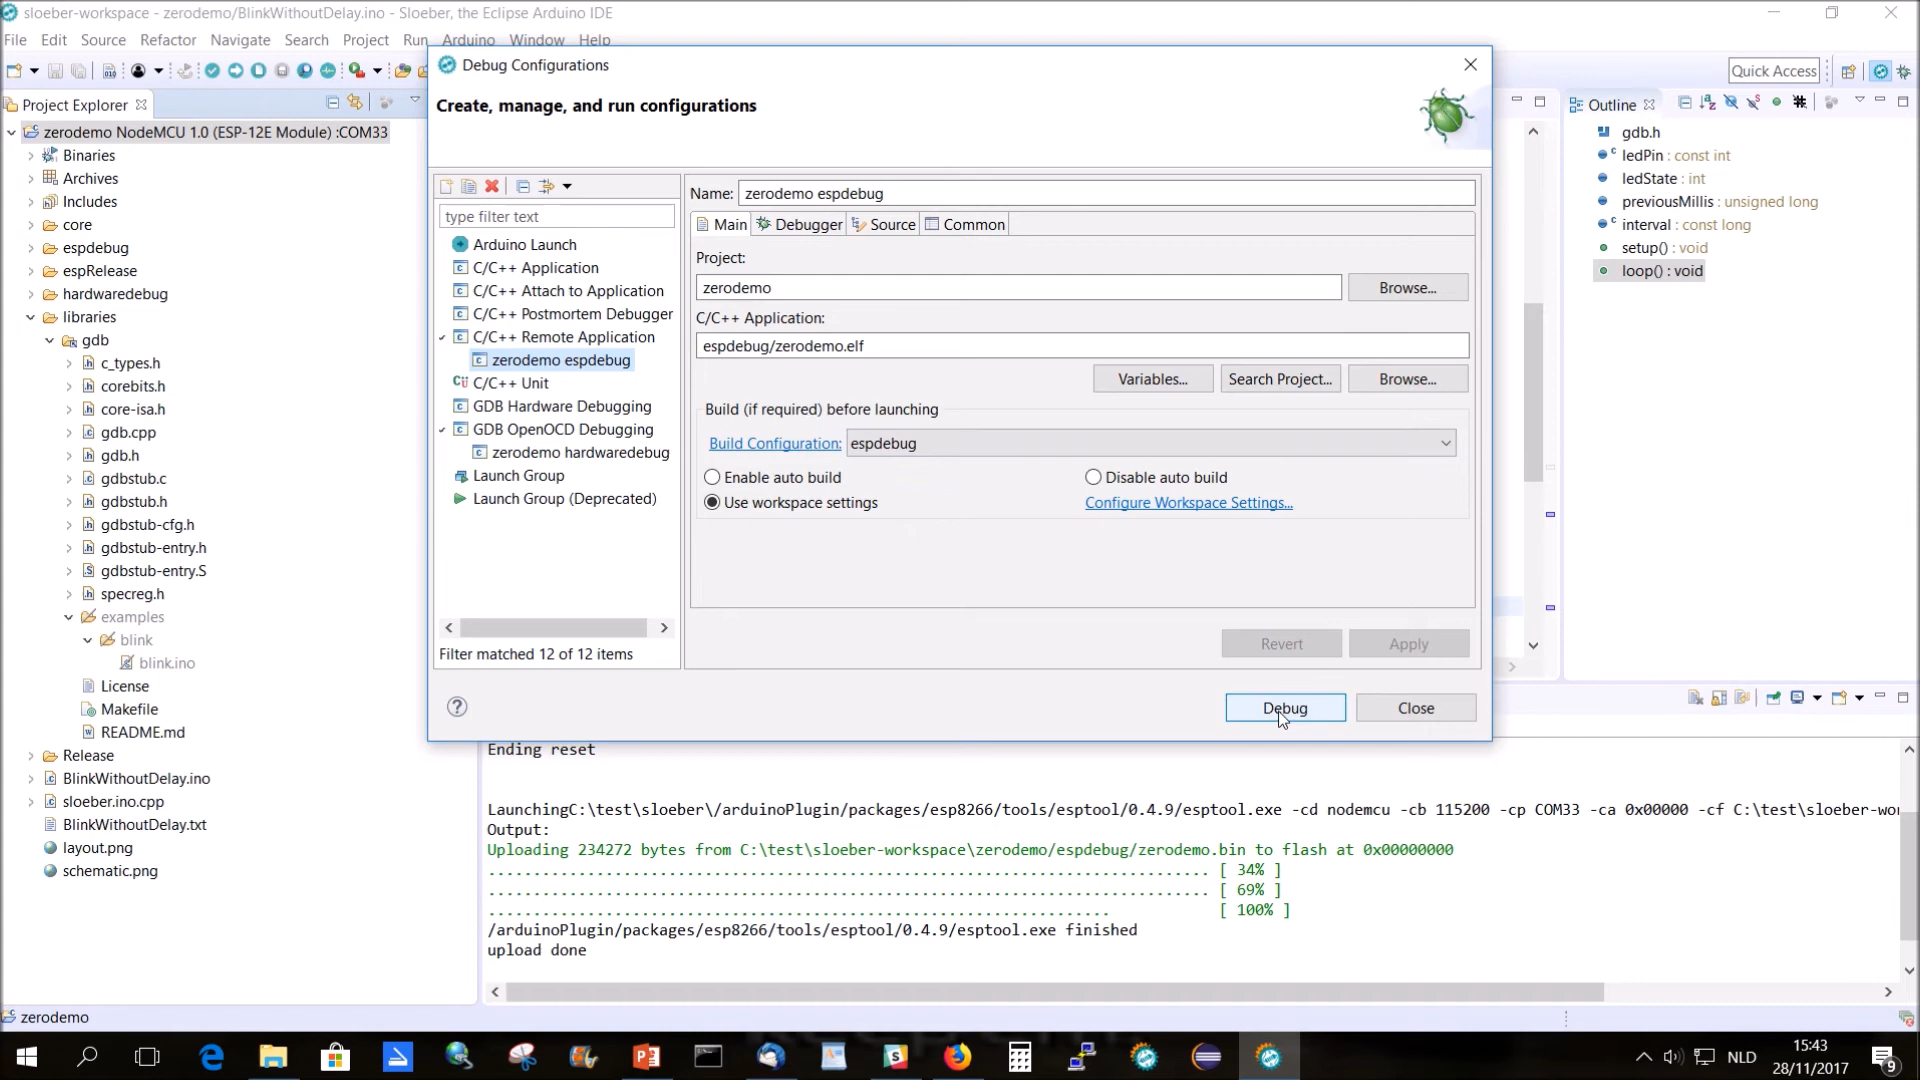 sloeber-workspace - zerodemo/BlinkWithoutDelay.ino - Sloeber, the Eclipse Arduino IDE
File Edit Source Refactor Navigate Search Project Run Arduino Window Help
Quick Access
Project Explorer
zerodemo NodeMCU 1.0 (ESP-12E Module) :COM33
Binaries
Archives
Includes
core
espdebug
espRelease
hardwaredebug
libraries
gdb
c_types.h
corebits.h
core-isa.h
gdb.cpp
gdb.h
gdbstub.c
gdbstub.h
gdbstub-cfg.h
gdbstub-entry.h
gdbstub-entry.S
specreg.h
examples
blink
blink.ino
License
Makefile
README.md
Release
BlinkWithoutDelay.ino
sloeber.ino.cpp
BlinkWithoutDelay.txt
layout.png
schematic.png
Debug Configurations
Create, manage, and run configurations
type filter text
Arduino Launch
C/C++ Application
C/C++ Attach to Application
C/C++ Postmortem Debugger
C/C++ Remote Application
zerodemo espdebug
C/C++ Unit
GDB Hardware Debugging
GDB OpenOCD Debugging
zerodemo hardwaredebug
Launch Group
Launch Group (Deprecated)
Filter matched 12 of 12 items
Name: zerodemo espdebug
Main Debugger Source Common
Project:
zerodemo Browse...
C/C++ Application:
espdebug/zerodemo.elf
Variables... Search Project... Browse...
Build (if required) before launching
Build Configuration: espdebug
Enable auto build Disable auto build
Use workspace settings Configure Workspace Settings...
Revert Apply
Debug Close
Outline
gdb.h
ledPin : const int
ledState : int
previousMillis : unsigned long
interval : const long
setup() : void
loop() : void
Ending reset
LaunchingC:\test\sloeber\/arduinoPlugin/packages/esp8266/tools/esptool/0.4.9/esptool.exe -cd nodemcu -cb 115200 -cp COM33 -ca 0x00000 -cf C:\test\sloeber-wo
Output:
Uploading 234272 bytes from C:\test\sloeber-workspace\zerodemo/espdebug/zerodemo.bin to flash at 0x00000000
................................................................................ [ 34% ]
................................................................................ [ 69% ]
..................................................................... [ 100% ]
/arduinoPlugin/packages/esp8266/tools/esptool/0.4.9/esptool.exe finished
upload done
zerodemo
NLD
15:43
28/11/2017
9